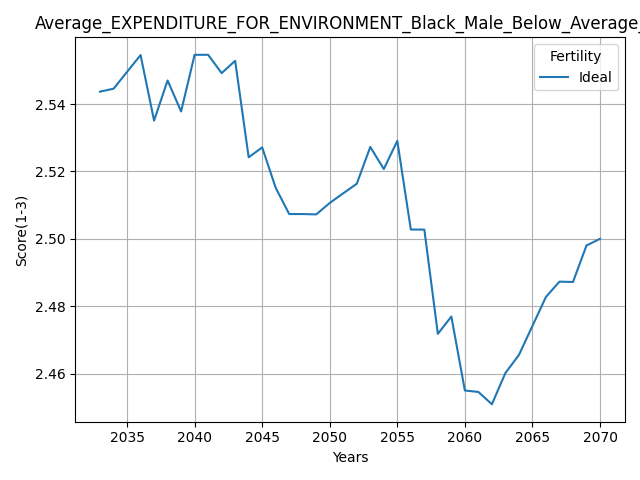 Average_EXPENDITURE_FOR_ENVIRONMENT_Black_Male_Below_Average_
Fertility
Ideal
Score(1-3)
2.54
2.52
2.50
2.48
2.46
2035 2040 2045 2050 2055 2060 2065 2070
Years